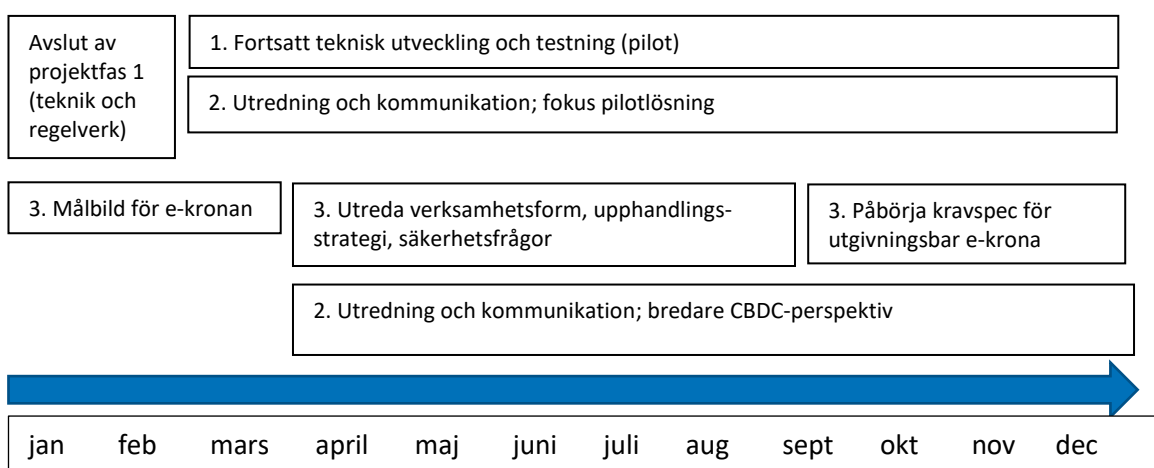 Avslut av
projektfas 1
(teknik och
regelverk)
1. Fortsatt teknisk utveckling och testning (pilot)
2. Utredning och kommunikation; fokus pilotlösning
3. Målbild för e-kronan
3. Utreda verksamhetsform, upphandlings-
strategi, säkerhetsfrågor
3. Påbörja kravspec för
utgivningsbar e-krona
2. Utredning och kommunikation; bredare CBDC-perspektiv
jan feb mars april maj juni juli aug sept okt nov dec